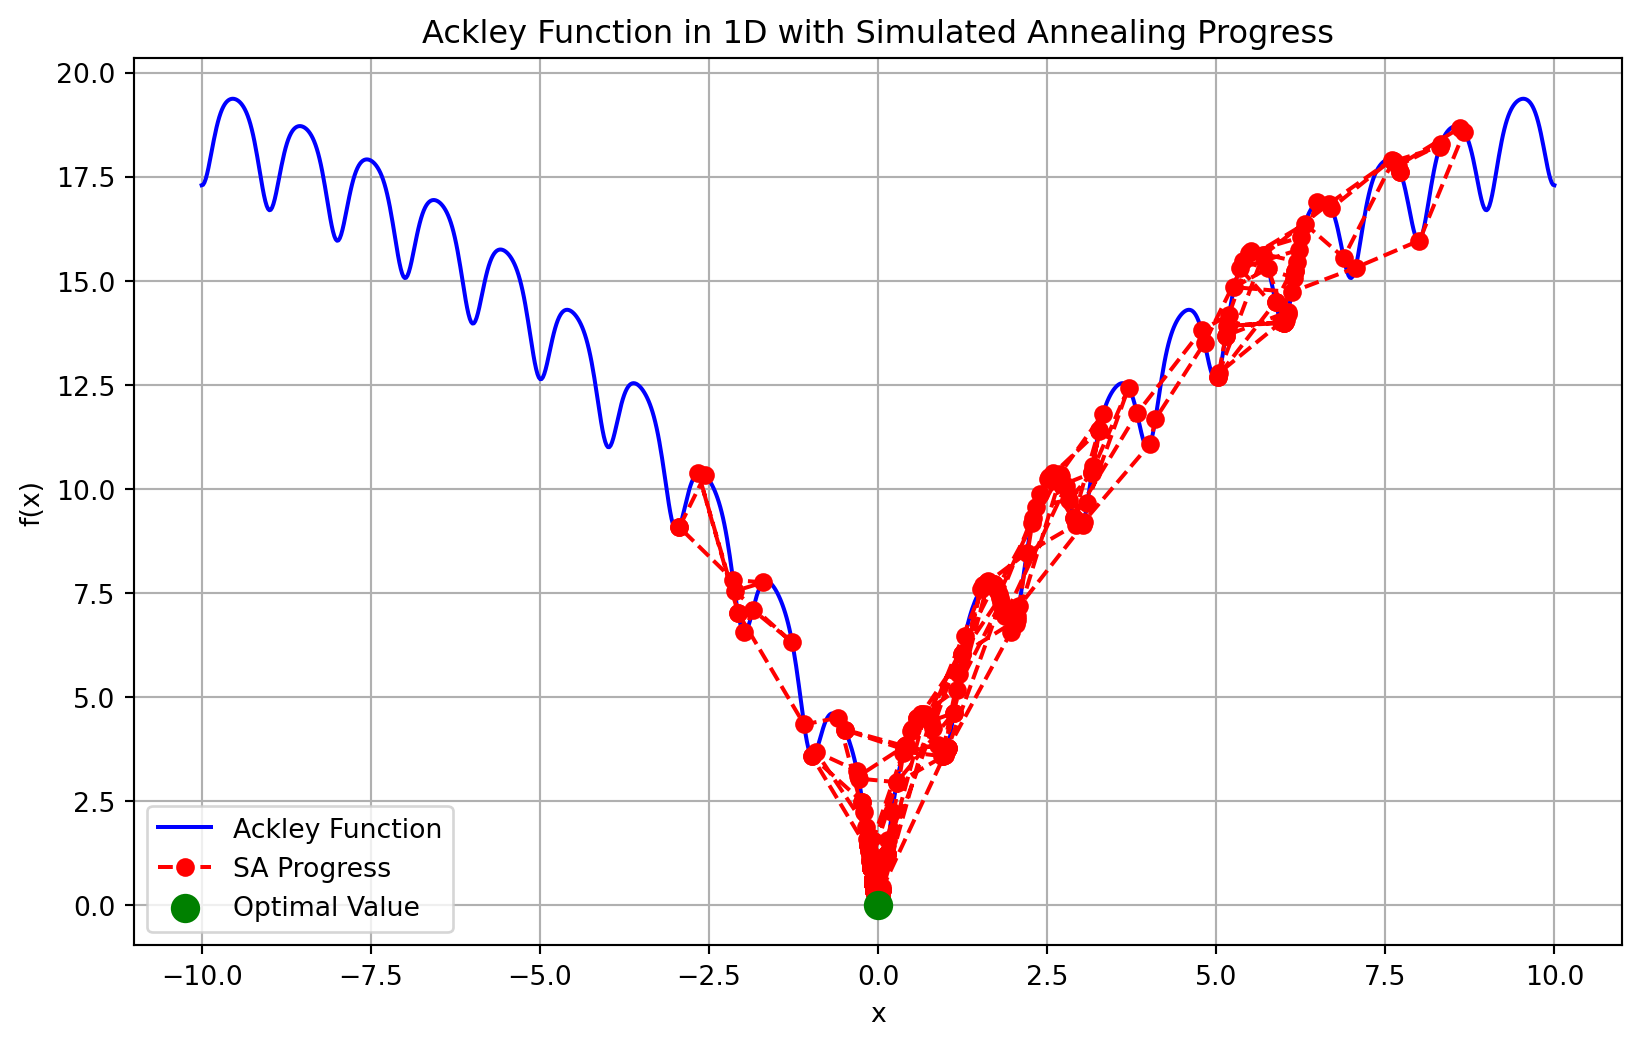 Ackley Function in 1D with Simulated Annealing Progress
20.0
17.5
15.0
12.5
10.0
7.5
5.0
2.5
0.0
f(x)
Ackley Function
SA Progress
Optimal Value
−10.0 −7.5 −5.0 −2.5 0.0 2.5 5.0 7.5 10.0
x